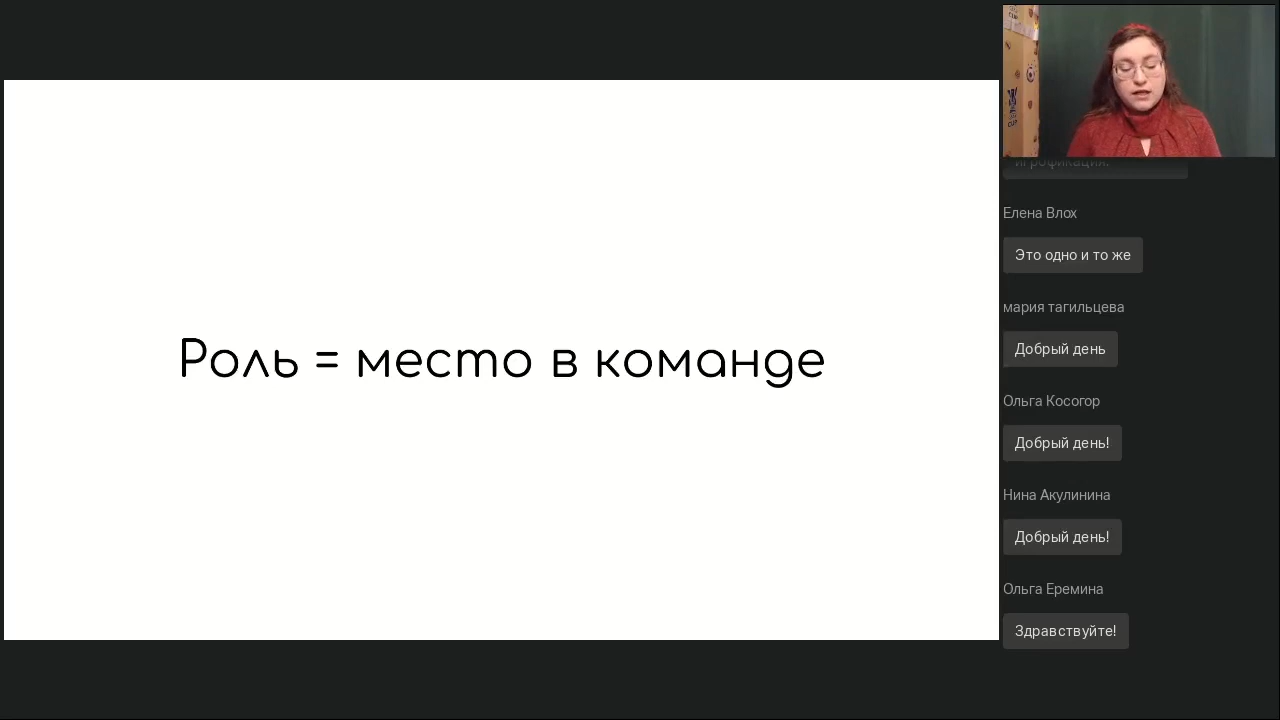 Роль = место в команде
игрофикация.
Елена Влох
Это одно и то же
мария тагильцева
Добрый день
Ольга Косогор
Добрый день!
Нина Акулинина
Добрый день!
Ольга Еремина
Здравствуйте!